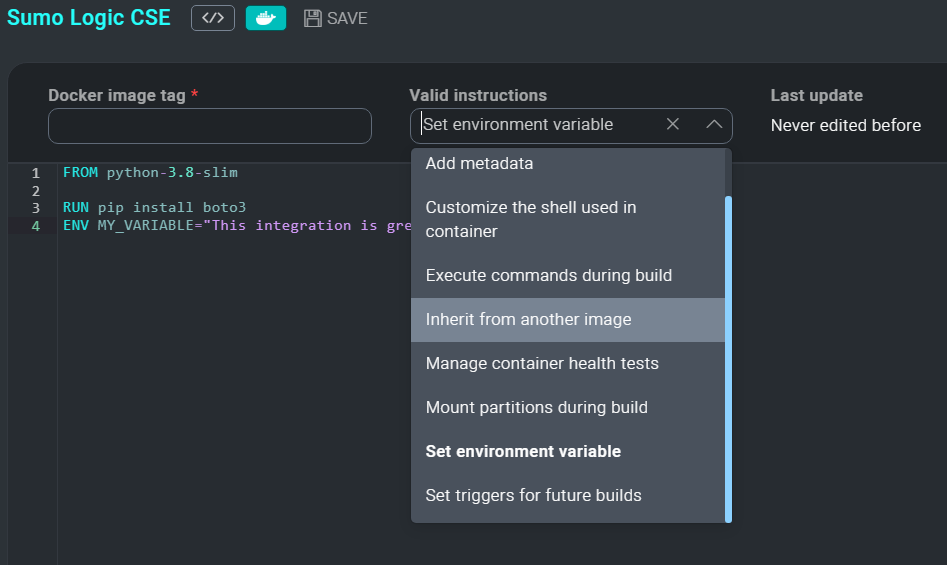 Sumo Logic CSE </> SAVE
Docker image tag *
Valid instructions
Last update
Set environment variable
Never edited before
1 FROM python-3.8-slim
2
3 RUN pip install boto3
4 ENV MY_VARIABLE="This integration is gre
Add metadata
Customize the shell used in
container
Execute commands during build
Inherit from another image
Manage container health tests
Mount partitions during build
Set environment variable
Set triggers for future builds